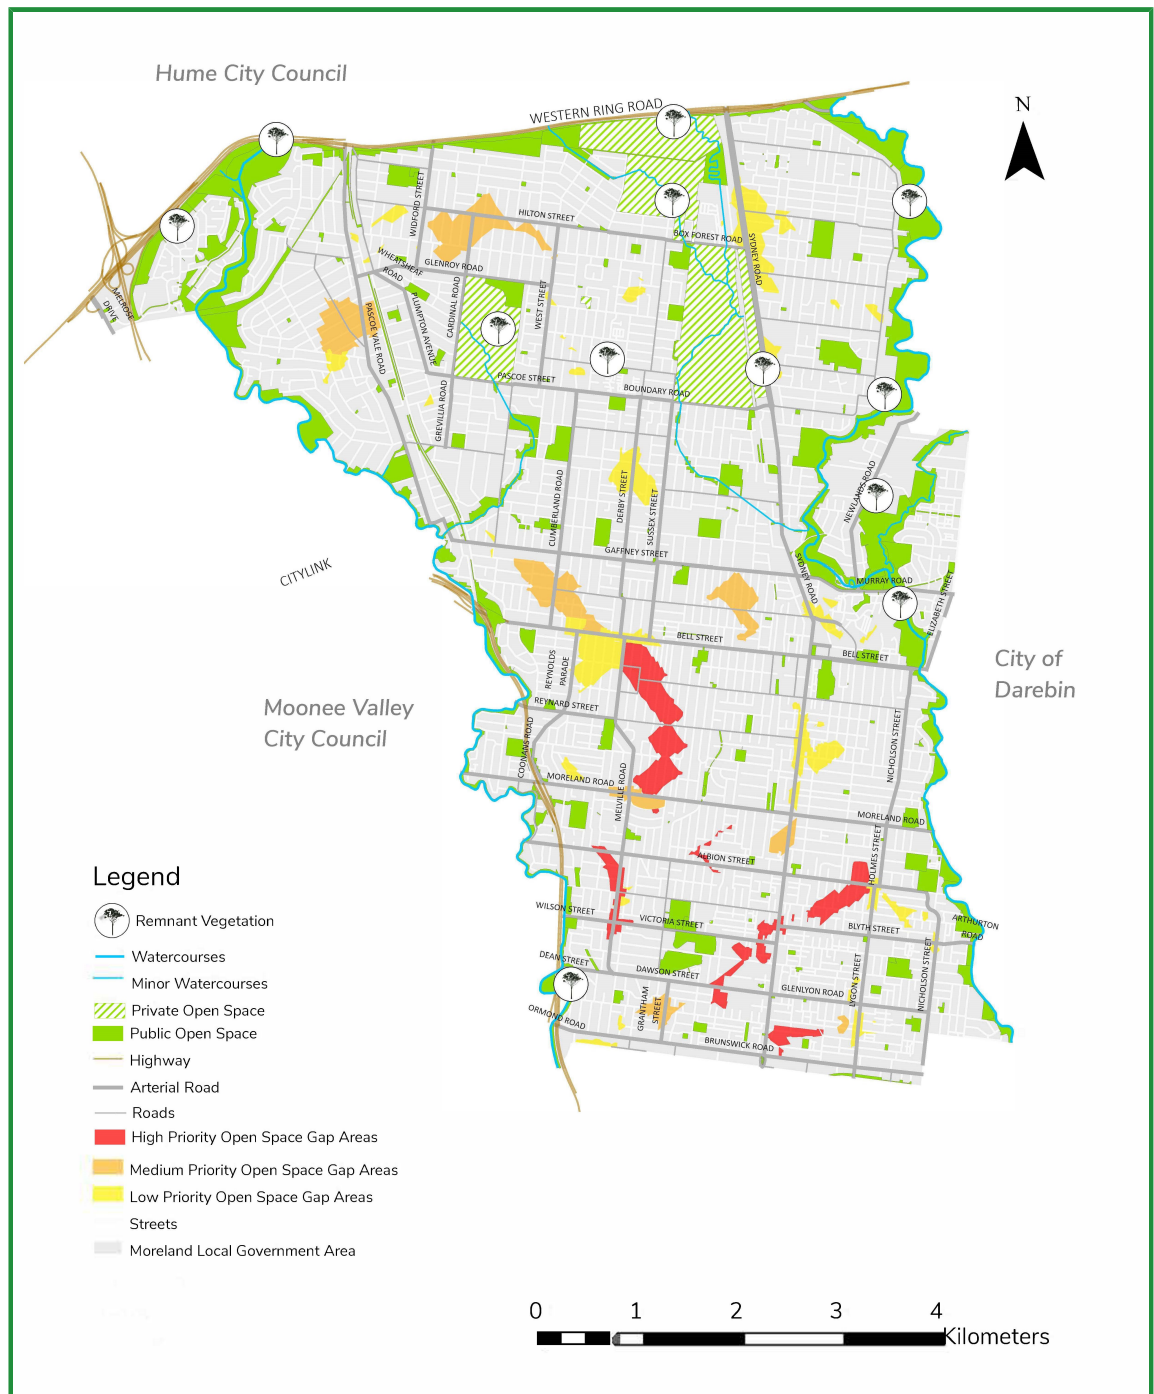 Hume City Council
N
WESTERN RING ROAD
WIDFORD STREET
HILTON STREET
BOX FOREST ROAD
SYDNEY ROAD
WHEATSHEAF
ROAD
GLENROY ROAD
MELROSE
DRIVE
PASCOE VALE ROAD
PLUMPTON AVENUE
CARDINAL ROAD
WEST STREET
PASCOE STREET
BOUNDARY ROAD
GREVILLIA ROAD
CUMBERLAND ROAD
DERBY STREET
SUSSEX STREET
NEWLANDS ROAD
GAFFNEY STREET
SYDNEY ROAD
MURRAY ROAD
ELIZABETH STREET
CITYLINK
BELL STREET
BELL STREET
City of
Darebin
REYNOLDS
PARADE
Moonee Valley
City Council
REYNARD STREET
COONANS ROAD
NICHOLSON STREET
MORELAND ROAD
MELVILLE ROAD
MORELAND ROAD
HOLMES STREET
ALBION STREET
WILSON STREET
VICTORIA STREET
BLYTH STREET
ARTHURTON
ROAD
DEAN STREET
DAWSON STREET
GLENLYON ROAD
LYGON STREET
NICHOLSON STREET
GRANTHAM
STREET
ORMOND ROAD
BRUNSWICK ROAD
Legend
Remnant Vegetation
Watercourses
Minor Watercourses
Private Open Space
Public Open Space
Highway
Arterial Road
Roads
High Priority Open Space Gap Areas
Medium Priority Open Space Gap Areas
Low Priority Open Space Gap Areas
Streets
Moreland Local Government Area
0 1 2 3 4
Kilometers